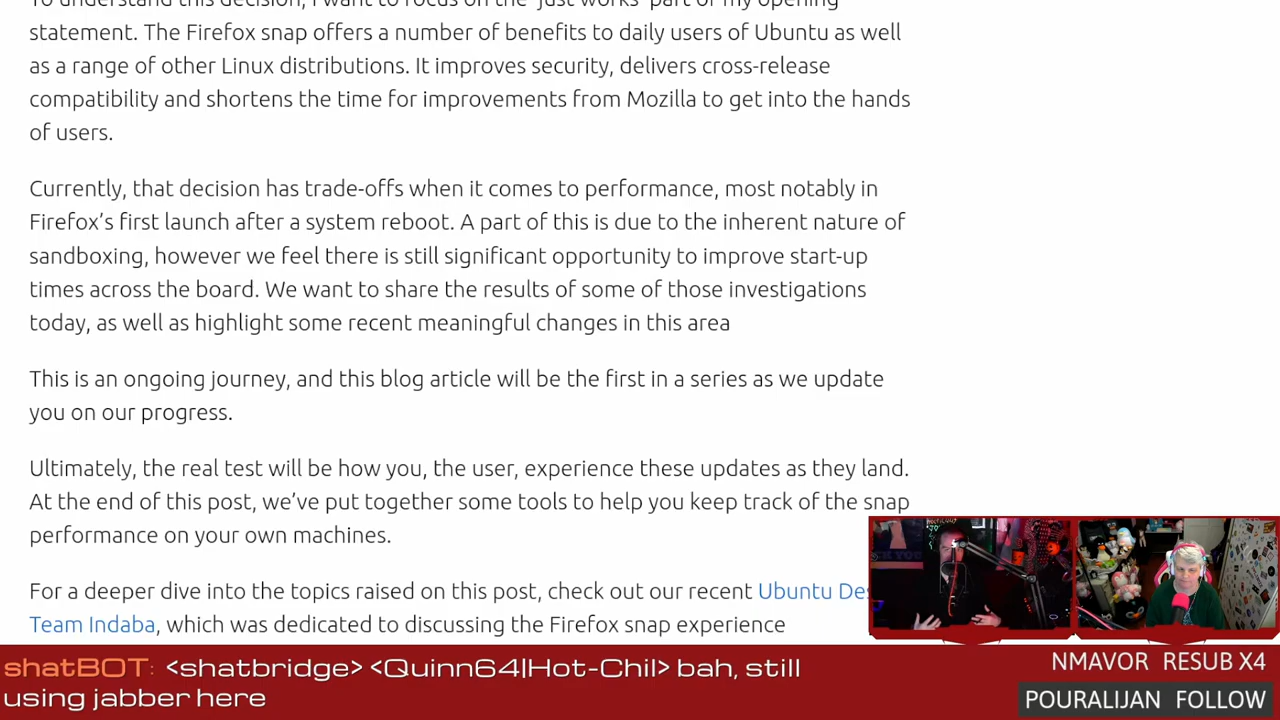 To understand this decision, I want to focus on the 'just works' part of my opening
statement. The Firefox snap offers a number of benefits to daily users of Ubuntu as well
as a range of other Linux distributions. It improves security, delivers cross-release
compatibility and shortens the time for improvements from Mozilla to get into the hands
of users.
Currently, that decision has trade-offs when it comes to performance, most notably in
Firefox's first launch after a system reboot. A part of this is due to the inherent nature of
sandboxing, however we feel there is still significant opportunity to improve start-up
times across the board. We want to share the results of some of those investigations
today, as well as highlight some recent meaningful changes in this area
This is an ongoing journey, and this blog article will be the first in a series as we update
you on our progress.
Ultimately, the real test will be how you, the user, experience these updates as they land.
At the end of this post, we've put together some tools to help you keep track of the snap
performance on your own machines.
For a deeper dive into the topics raised on this post, check out our recent Ubuntu Des
Team Indaba, which was dedicated to discussing the Firefox snap experience
shatBOT: <shatbridge> <Quinn64|Hot-Chil> bah, still
using jabber here
NMAVOR RESUB X4
POURALIJAN FOLLOW